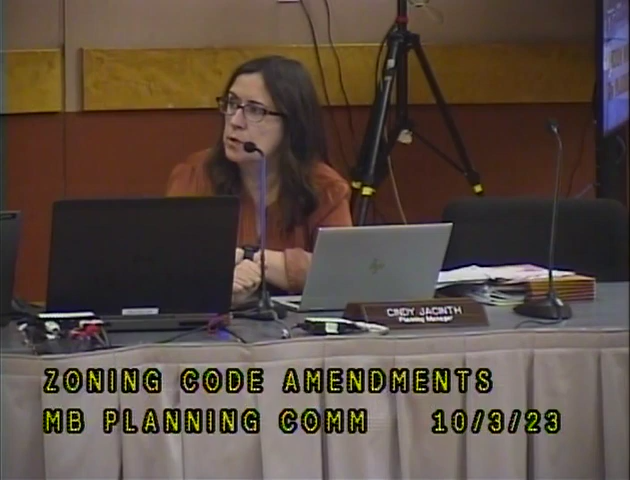 CINDY JACINTH
Planning Manager
ZONING CODE AMENDMENTS
MB PLANNING COMM 10/3/23